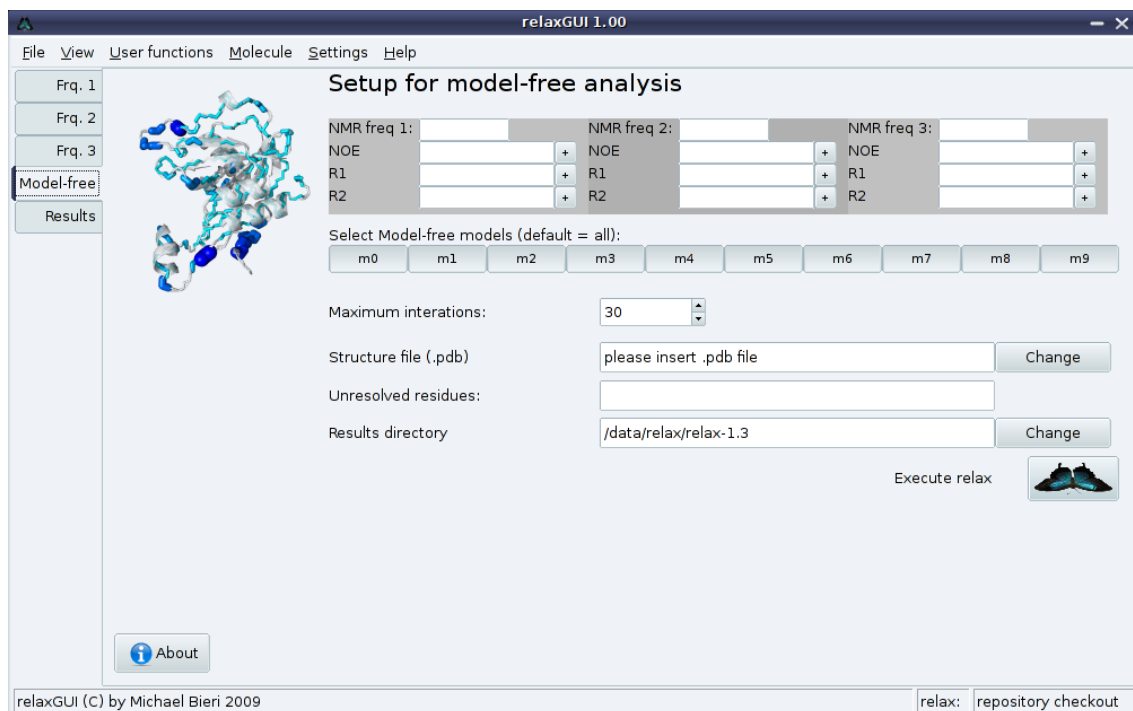 relaxGUI 1.00
File View User functions Molecule Settings Help
Frq. 1
Frq. 2
Frq. 3
Model-free
Results
Setup for model-free analysis
NMR freq 1: NMR freq 2: NMR freq 3:
NOE + NOE + NOE +
R1 + R1 + R1 +
R2 + R2 + R2 +
Select Model-free models (default = all):
m0 m1 m2 m3 m4 m5 m6 m7 m8 m9
Maximum interations: 30
Structure file (.pdb) please insert .pdb file Change
Unresolved residues:
Results directory /data/relax/relax-1.3 Change
Execute relax
About
relaxGUI (C) by Michael Bieri 2009 relax: repository checkout